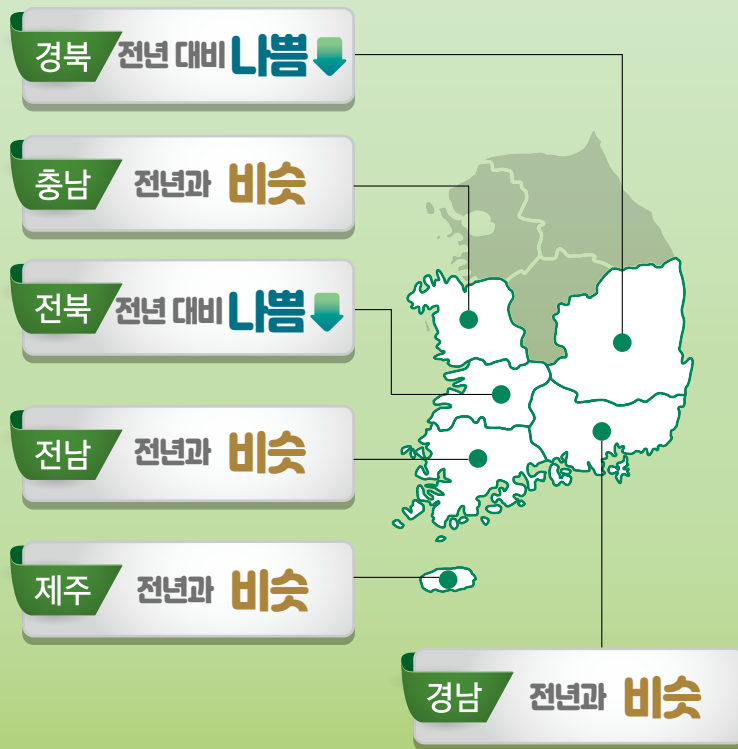 경북 전년 대비 나쁨
충남 전년과 비슷
전북 전년 대비 나쁨
전남 전년과 비슷
제주 전년과 비슷
경남 전년과 비슷